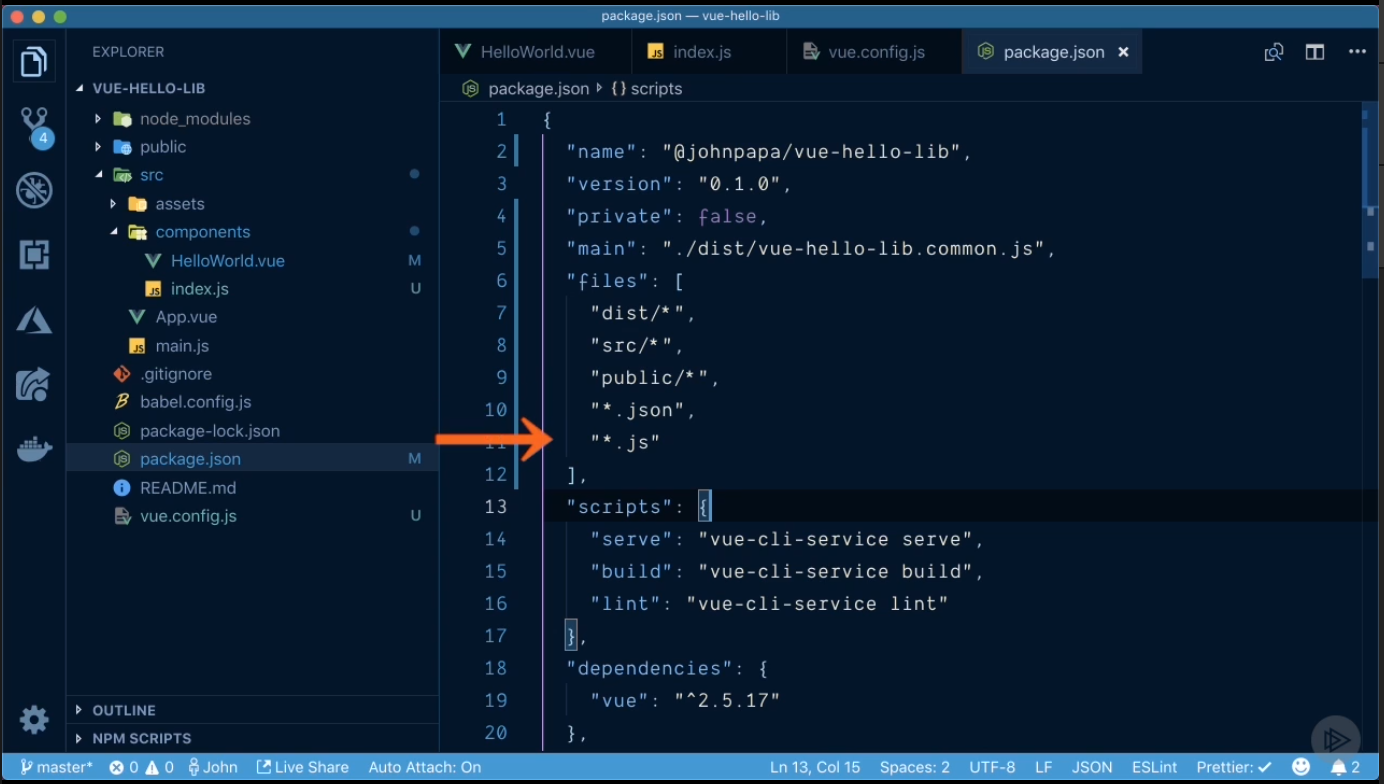 package.json — vue-hello-lib
EXPLORER
VUE-HELLO-LIB
node_modules
public
src
assets
components
HelloWorld.vue M
index.js U
App.vue
main.js
.gitignore
babel.config.js
package-lock.json
package.json M
README.md
vue.config.js U
OUTLINE
NPM SCRIPTS
4
HelloWorld.vue index.js vue.config.js package.json ×
package.json {} scripts
1 {
2 "name": "@johnpapa/vue-hello-lib",
3 "version": "0.1.0",
4 "private": false,
5 "main": "./dist/vue-hello-lib.common.js",
6 "files": [
7 "dist/*",
8 "src/*",
9 "public/*",
10 "*.json",
11 "*.js"
12 ],
13 "scripts": {
14 "serve": "vue-cli-service serve",
15 "build": "vue-cli-service build",
16 "lint": "vue-cli-service lint"
17 },
18 "dependencies": {
19 "vue": "^2.5.17"
20 },
master* 0 0 John Live Share Auto Attach: On Ln 13, Col 15 Spaces: 2 UTF-8 LF JSON ESLint Prettier: ✓ 2